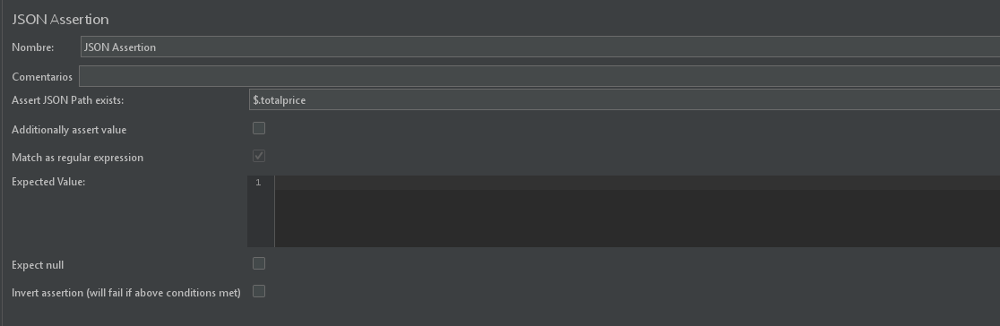 JSON Assertion
Nombre: JSON Assertion
Comentarios
Assert JSON Path exists: $.totalprice
Additionally assert value
Match as regular expression
Expected Value: 1
Expect null
Invert assertion (will fail if above conditions met)